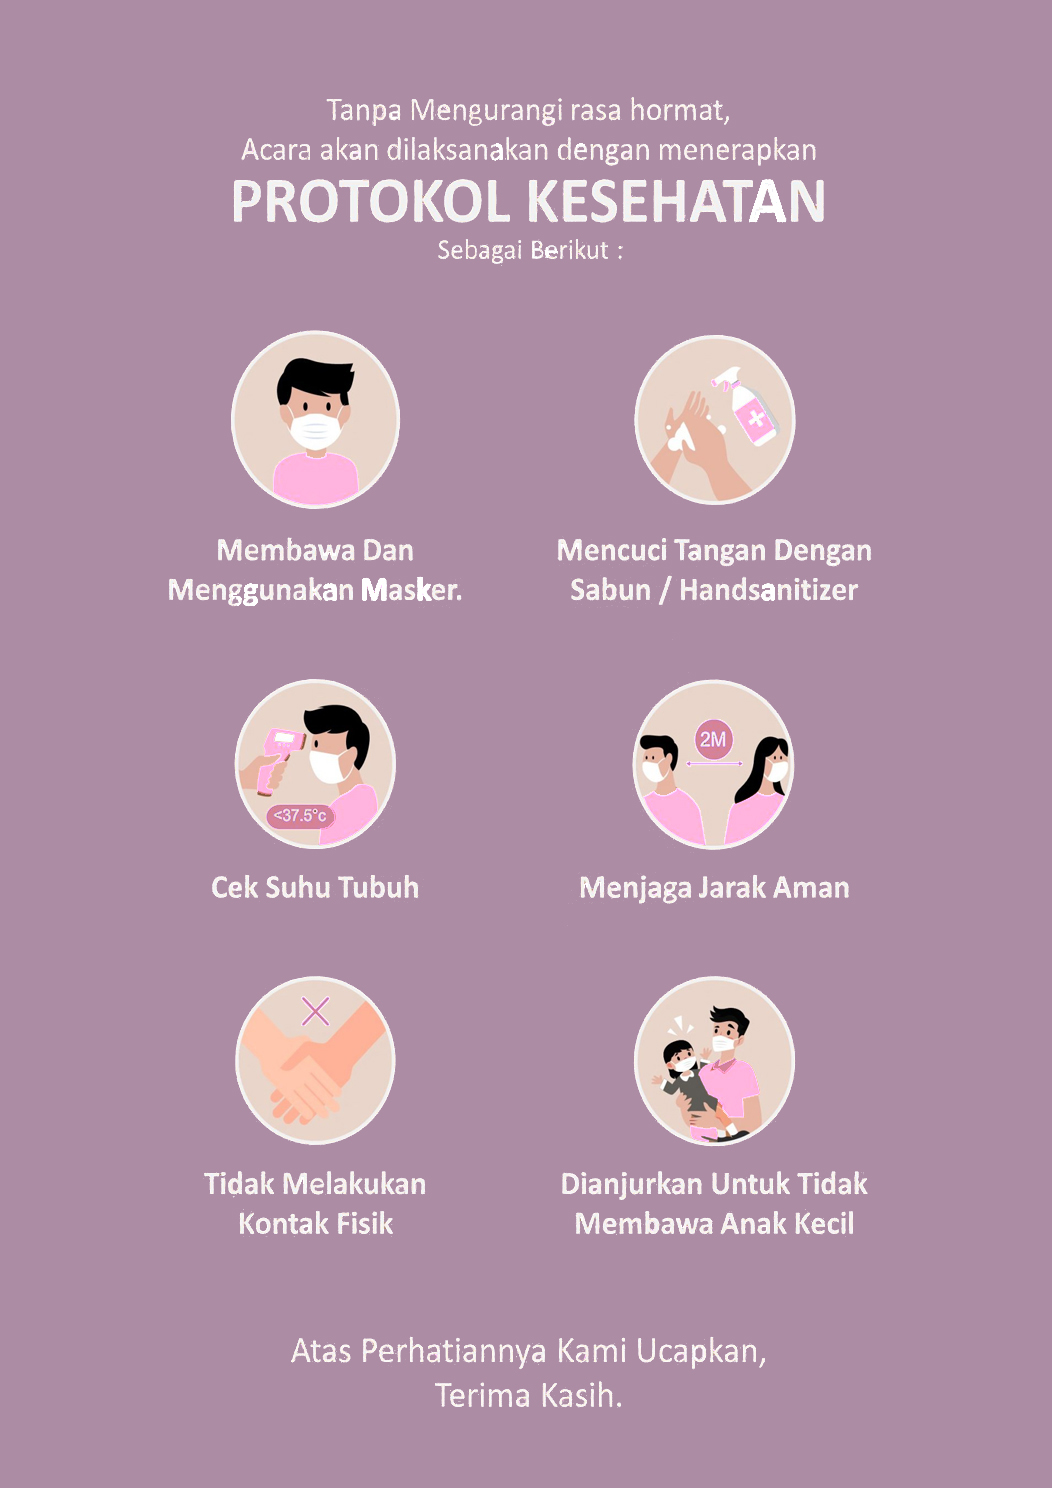 Tanpa Mengurangi rasa hormat,
Acara akan dilaksanakan dengan menerapkan
PROTOKOL KESEHATAN
Sebagai Berikut :
Membawa Dan
Menggunakan Masker.
Mencuci Tangan Dengan
Sabun / Handsanitizer
<37.5°c
Cek Suhu Tubuh
2M
Menjaga Jarak Aman
Tidak Melakukan
Kontak Fisik
Dianjurkan Untuk Tidak
Membawa Anak Kecil
Atas Perhatiannya Kami Ucapkan,
Terima Kasih.